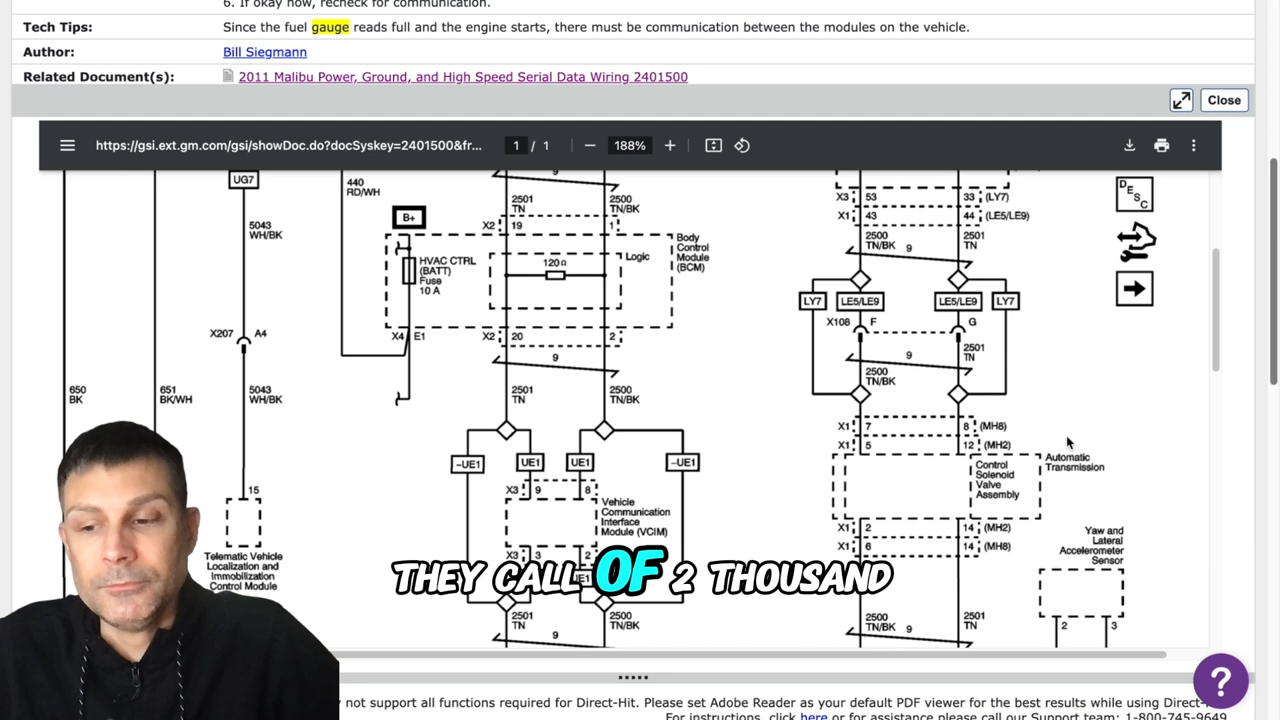 6. If okay now, recheck for communication.
Tech Tips: Since the fuel gauge reads full and the engine starts, there must be communication between the modules on the vehicle.
Author: Bill Siegmann
Related Document(s): 2011 Malibu Power, Ground, and High Speed Serial Data Wiring 2401500
Close
https://gsi.ext.gm.com/gsi/showDoc.do?docSyskey=2401500&fr... 1 / 1 188%
UG7
5043
WH/BK
X207 A4
5043
WH/BK
650
BK
651
BK/WH
15
Telematic Vehicle
Localization and
Immobilization
Control Module
440
RD/WH
B+
HVAC CTRL
(BATT)
Fuse
10 A
X4 E1
9
2501
TN
2500
TN/BK
X2 19 1
Body
Control
Module
(BCM)
Logic
120Ω
X2 20 2
9
2501
TN
2500
TN/BK
~UE1 UE1 UE1 ~UE1
X3 9 8
Vehicle
Communication
Interface
Module (VCIM)
X3 3 2
UE1
2501
TN
2500
TN/BK
9
X3 53 33 (LY7)
X1 43 44 (LE5/LE9)
2500
TN/BK
2501
TN
9
LY7 LE5/LE9 LE5/LE9 LY7
X108 F G
9
2501
TN
2500
TN/BK
X1 7 8 (MH8)
X1 5 12 (MH2)
Control
Solenoid
Valve
Assembly
Automatic
Transmission
X1 2 14 (MH2)
X1 6 14 (MH8)
2500
TN/BK
9
2501
TN
Yaw and
Lateral
Accelerometer
Sensor
2 3
DESC
THEY CALL OF 2 THOUSAND
?
not support all functions required for Direct-Hit. Please set Adobe Reader as your default PDF viewer for the best results while using Direct-
For instructions, click here or for assistance please call our Support team: 1-800-745-9649